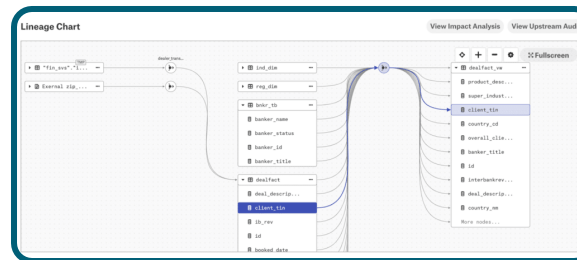 Lineage Chart
View Impact Analysis
View Upstream Aud
Fullscreen
dealer_trans...
"fin_svs"."l...
Exernal zip_...
ind_dim
reg_dim
bnkr_tb
banker_name
banker_status
banker_id
banker_title
dealfact
deal_descrip...
client_tin
ib_rev
id
booked_date
dealfact_vw
product_desc...
super_indust...
client_tin
country_cd
overall_clie...
banker_title
id
interbankrev...
deal_descrip...
country_nm
More nodes...